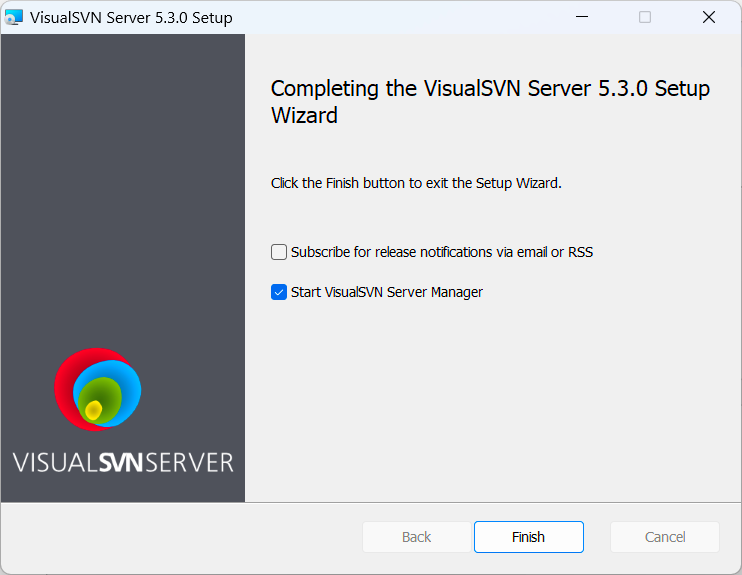 VisualSVN Server 5.3.0 Setup
Completing the VisualSVN Server 5.3.0 Setup
Wizard
Click the Finish button to exit the Setup Wizard.
Subscribe for release notifications via email or RSS
Start VisualSVN Server Manager
VISUALSVNSERVER
Back
Finish
Cancel